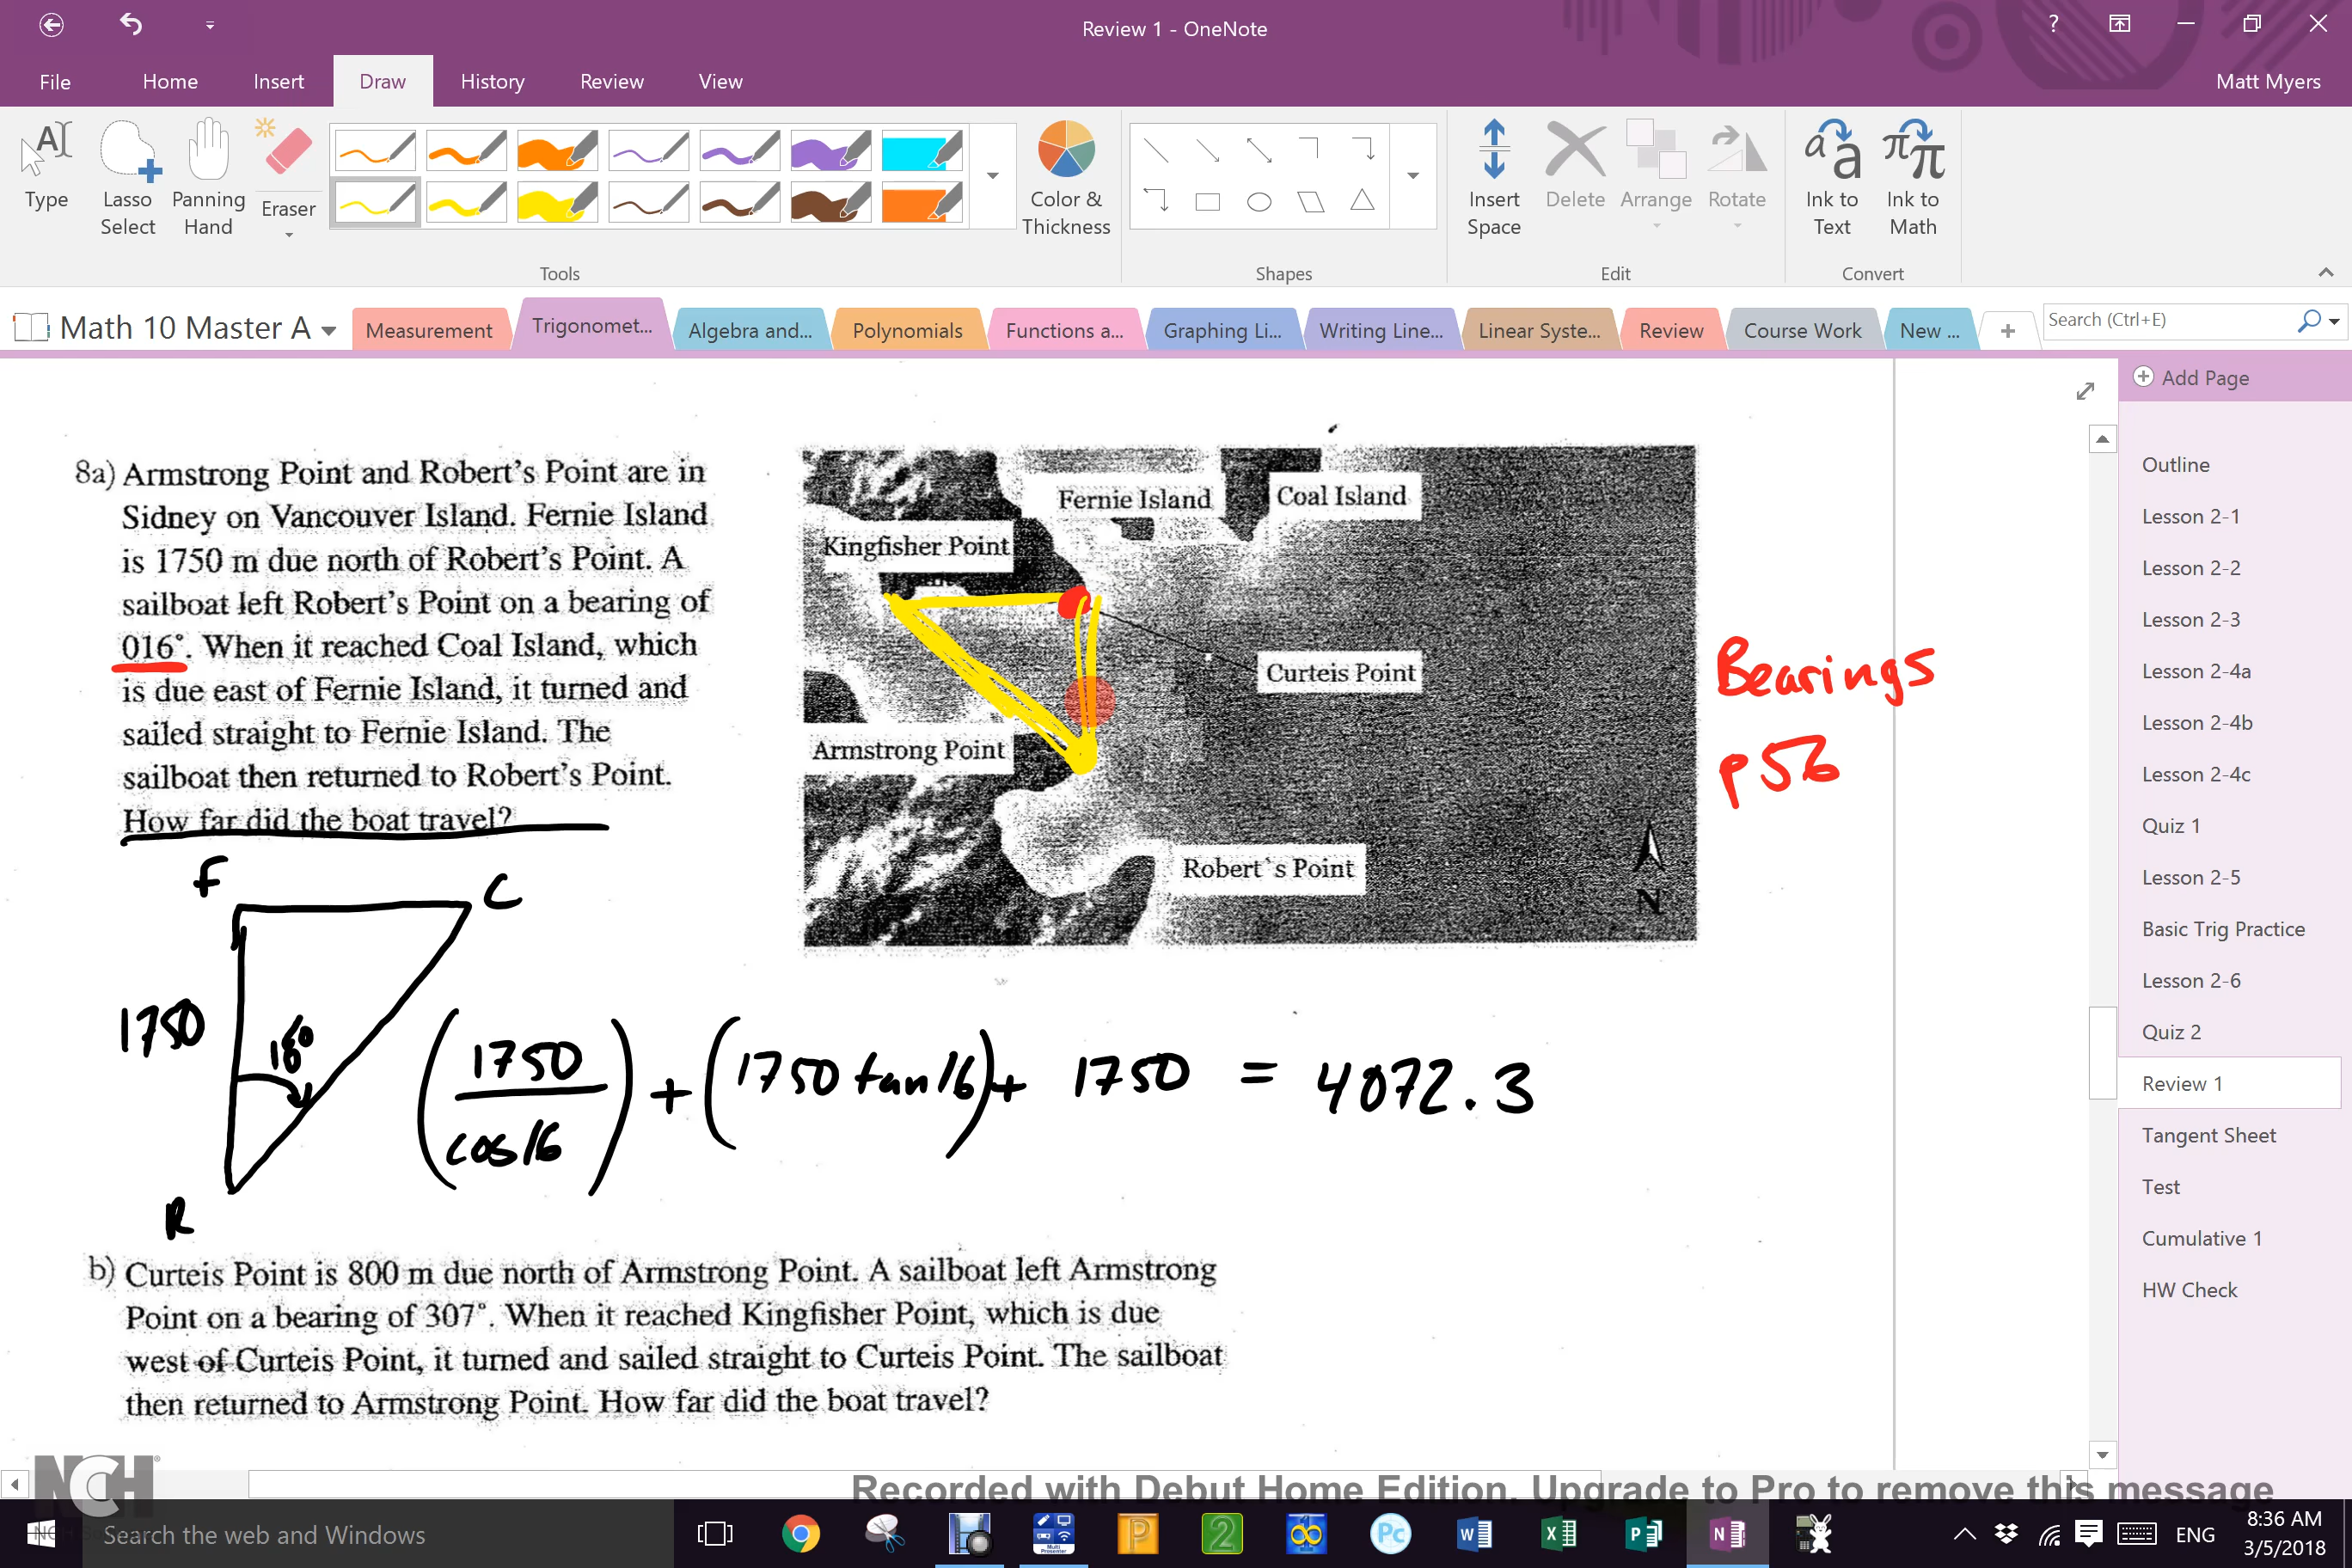 Review 1 - OneNote
File Home Insert Draw History Review View
Matt Myers
Type
Lasso Select
Panning Hand
Eraser
Color & Thickness
Insert Space
Delete
Arrange
Rotate
Ink to Text
Ink to Math
Tools
Shapes
Edit
Convert
Math 10 Master A
Measurement
Trigonomet...
Algebra and...
Polynomials
Functions a...
Graphing Li...
Writing Line...
Linear Syste...
Review
Course Work
New ...
Search (Ctrl+E)
Add Page
Outline
Lesson 2-1
Lesson 2-2
Lesson 2-3
Lesson 2-4a
Lesson 2-4b
Lesson 2-4c
Quiz 1
Lesson 2-5
Basic Trig Practice
Lesson 2-6
Quiz 2
Review 1
Tangent Sheet
Test
Cumulative 1
HW Check
8a) Armstrong Point and Robert's Point are in
Sidney on Vancouver Island. Fernie Island
is 1750 m due north of Robert's Point. A
sailboat left Robert's Point on a bearing of
016°. When it reached Coal Island, which
is due east of Fernie Island, it turned and
sailed straight to Fernie Island. The
sailboat then returned to Robert's Point.
How far did the boat travel?
Fernie Island
Coal Island
Kingfisher Point
Curteis Point
Armstrong Point
Robert`s Point
N
Bearings
p56
F
C
1750
16°
R
(1750/cos16) + (1750 tan16) + 1750 = 4072.3
b) Curteis Point is 800 m due north of Armstrong Point. A sailboat left Armstrong
Point on a bearing of 307°. When it reached Kingfisher Point, which is due
west of Curteis Point, it turned and sailed straight to Curteis Point. The sailboat
then returned to Armstrong Point. How far did the boat travel?
NCH
Recorded with Debut Home Edition. Upgrade to Pro to remove this message
Search the web and Windows
ENG
8:36 AM
3/5/2018